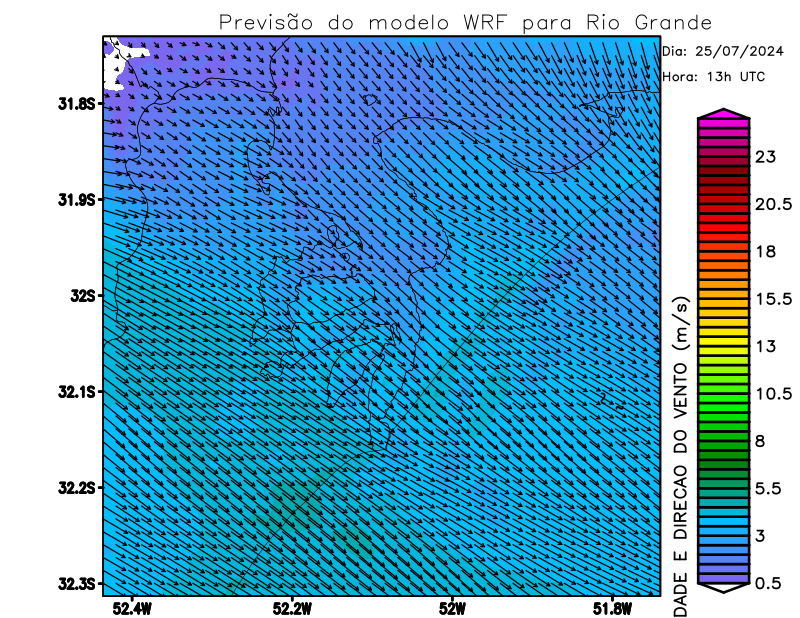 Previsão do modelo WRF para Rio Grande
Dia: 25/07/2024
Hora: 13h UTC
31.8S
31.9S
32S
32.1S
32.2S
32.3S
52.4W
52.2W
52W
51.8W
23
20.5
18
15.5
13
10.5
8
5.5
3
0.5
DADE E DIRECAO DO VENTO (m/s)